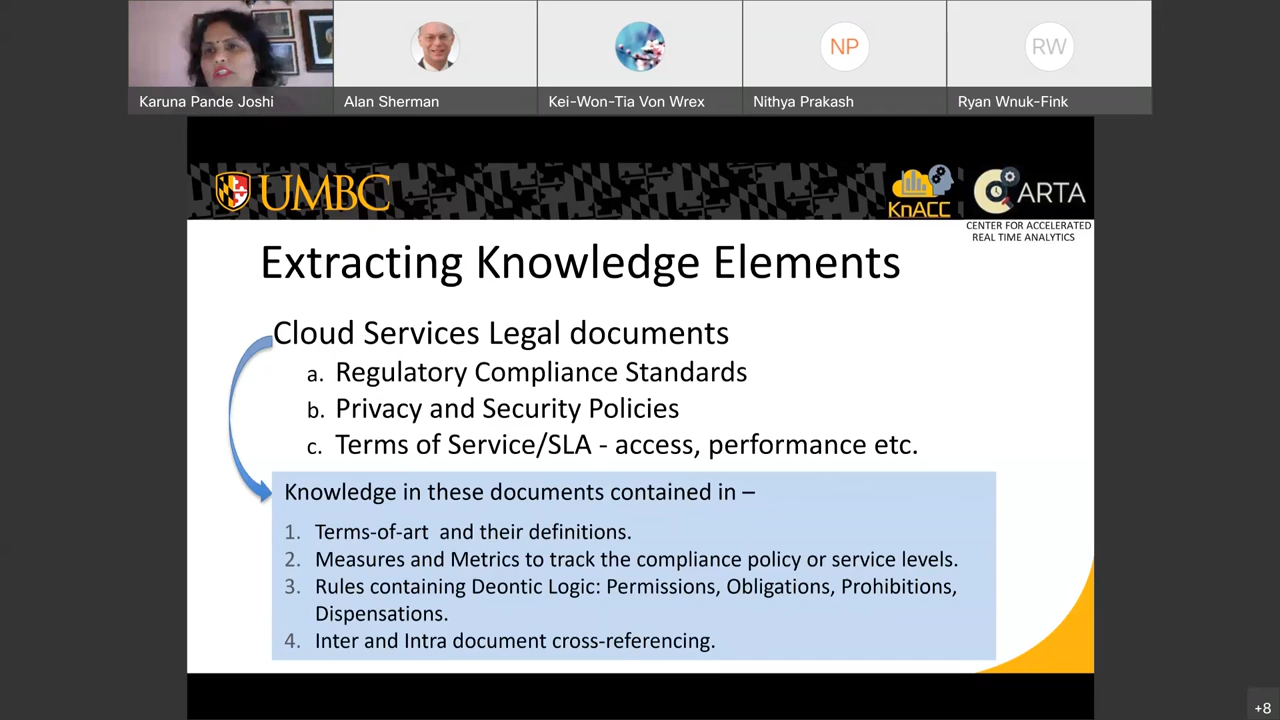 NP
RW
Karuna Pande Joshi
Alan Sherman
Kei-Won-Tia Von Wrex
Nithya Prakash
Ryan Wnuk-Fink
UMBC
KnACC
CARTA
CENTER FOR ACCELERATED
REAL TIME ANALYTICS
Extracting Knowledge Elements
Cloud Services Legal documents
a. Regulatory Compliance Standards
b. Privacy and Security Policies
c. Terms of Service/SLA - access, performance etc.
Knowledge in these documents contained in –
1. Terms-of-art and their definitions.
2. Measures and Metrics to track the compliance policy or service levels.
3. Rules containing Deontic Logic: Permissions, Obligations, Prohibitions,
Dispensations.
4. Inter and Intra document cross-referencing.
+8